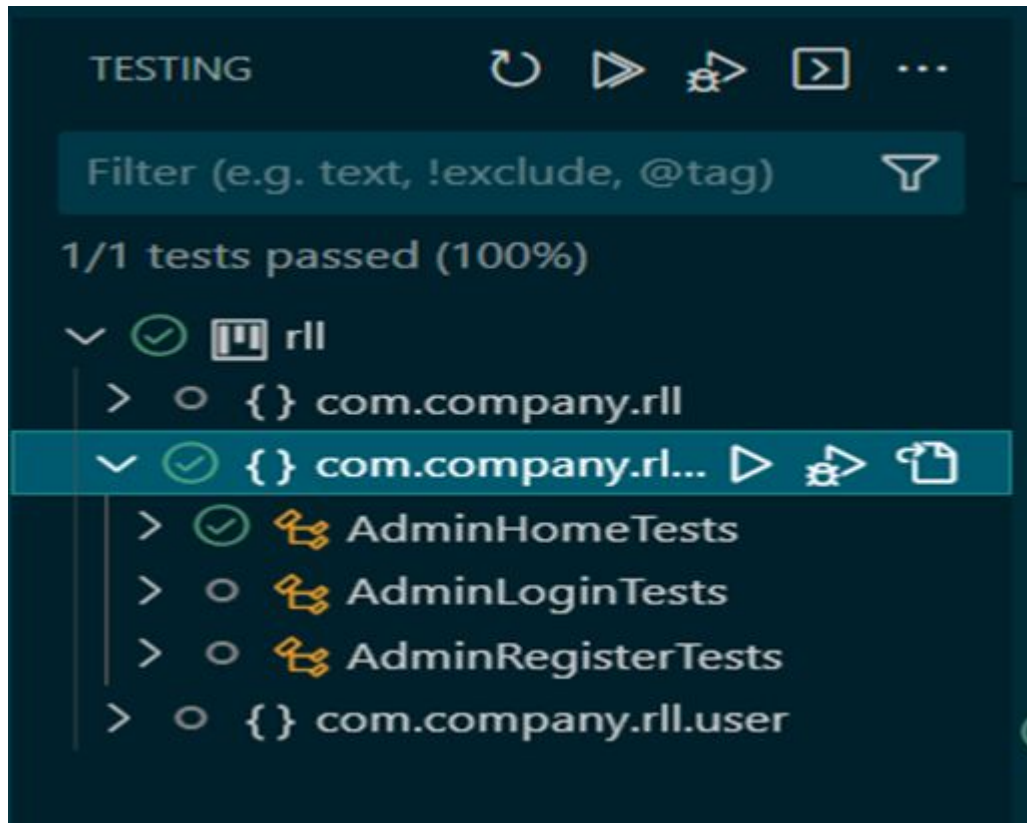 TESTING
Filter (e.g. text, !exclude, @tag)
1/1 tests passed (100%)
rll
{} com.company.rll
{} com.company.rl...
AdminHomeTests
AdminLoginTests
AdminRegisterTests
{} com.company.rll.user